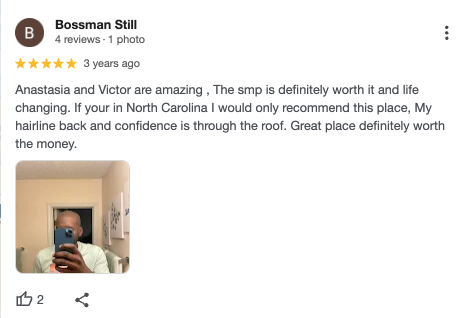 B
Bossman Still
4 reviews · 1 photo
★★★★★ 3 years ago
Anastasia and Victor are amazing , The smp is definitely worth it and life
changing. If your in North Carolina I would only recommend this place, My
hairline back and confidence is through the roof. Great place definitely worth
the money.
2